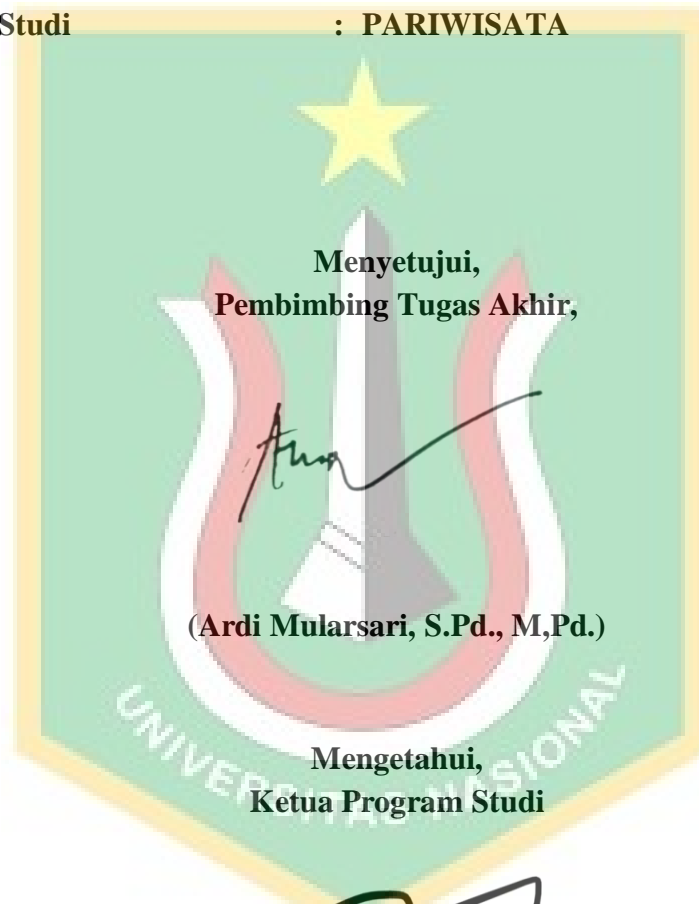 Studi : PARIWISATA
Menyetujui,
Pembimbing Tugas Akhir,
(Ardi Mularsari, S.Pd., M,Pd.)
Mengetahui,
Ketua Program Studi
UNIVERSITAS NASIONAL